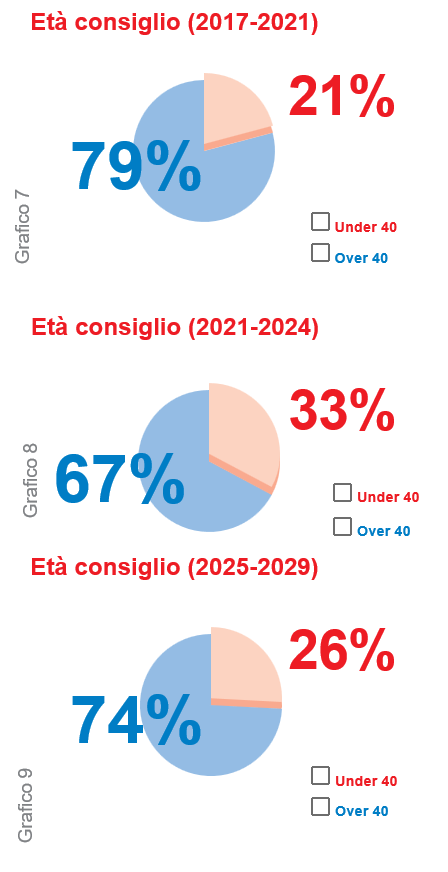 Età consiglio (2017-2021)
21%
79%
Grafico 7
Under 40
Over 40
Età consiglio (2021-2024)
33%
67%
Grafico 8
Under 40
Over 40
Età consiglio (2025-2029)
26%
74%
Grafico 9
Under 40
Over 40